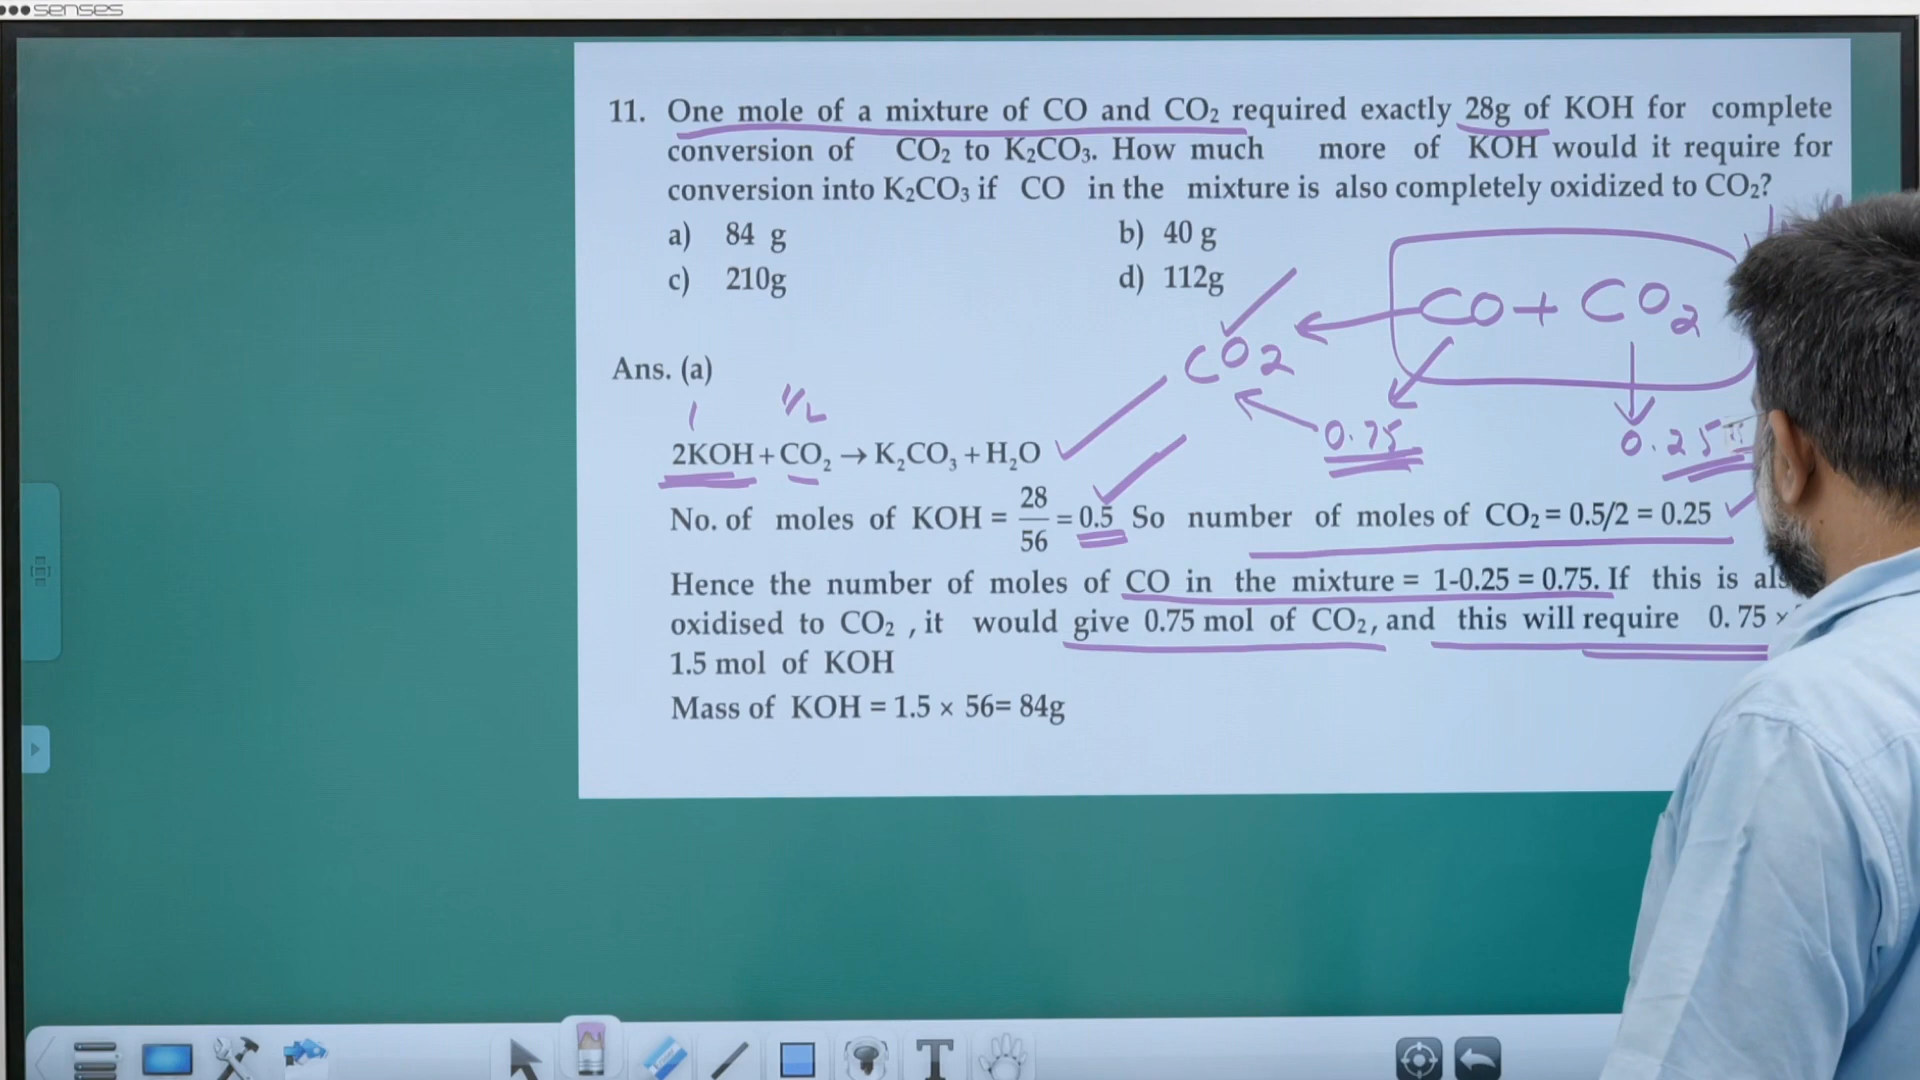 senses
11. One mole of a mixture of CO and CO₂ required exactly 28g of KOH for complete
conversion of CO₂ to K₂CO₃. How much more of KOH would it require for
conversion into K₂CO₃ if CO in the mixture is also completely oxidized to CO₂?
a) 84 g b) 40 g
c) 210g d) 112g
CO + CO₂
CO₂
Ans. (a)
1 1/2
0.75 0.25
2KOH + CO₂ → K₂CO₃ + H₂O
No. of moles of KOH = 28/56 = 0.5 So number of moles of CO₂ = 0.5/2 = 0.25
Hence the number of moles of CO in the mixture = 1-0.25 = 0.75. If this is
oxidised to CO₂ , it would give 0.75 mol of CO₂, and this will require 0. 75 ×
1.5 mol of KOH
Mass of KOH = 1.5 × 56= 84g
T